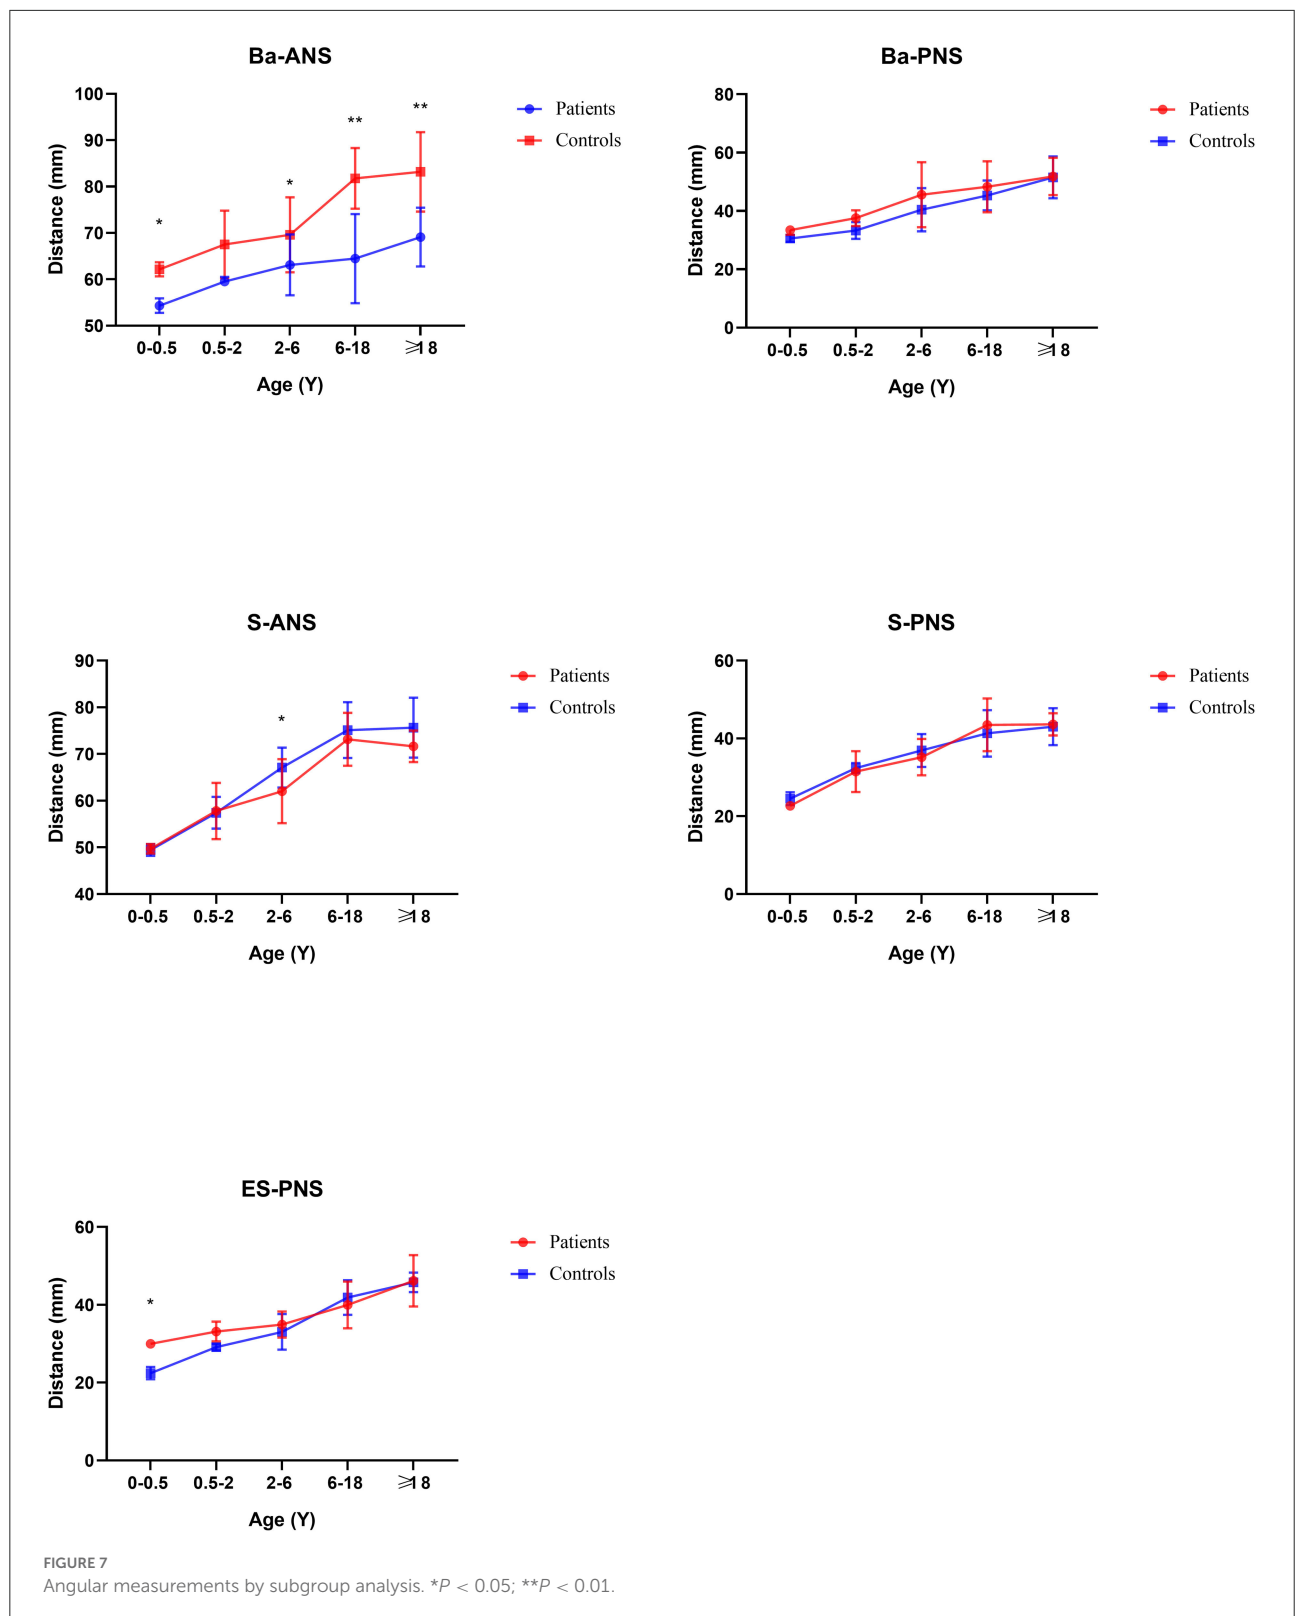 Ba-ANS
100
90
80
70
60
50
Distance (mm)
*
*
**
**
0-0.5 0.5-2 2-6 6-18 ⩾18
Age (Y)
Patients
Controls
Ba-PNS
80
60
40
20
0
Distance (mm)
0-0.5 0.5-2 2-6 6-18 ⩾18
Age (Y)
Patients
Controls
S-ANS
90
80
70
60
50
40
Distance (mm)
*
0-0.5 0.5-2 2-6 6-18 ⩾18
Age (Y)
Patients
Controls
S-PNS
60
40
20
0
Distance (mm)
0-0.5 0.5-2 2-6 6-18 ⩾18
Age (Y)
Patients
Controls
ES-PNS
60
40
20
0
Distance (mm)
*
0-0.5 0.5-2 2-6 6-18 ⩾18
Age (Y)
Patients
Controls
FIGURE 7
Angular measurements by subgroup analysis. *P < 0.05; **P < 0.01.